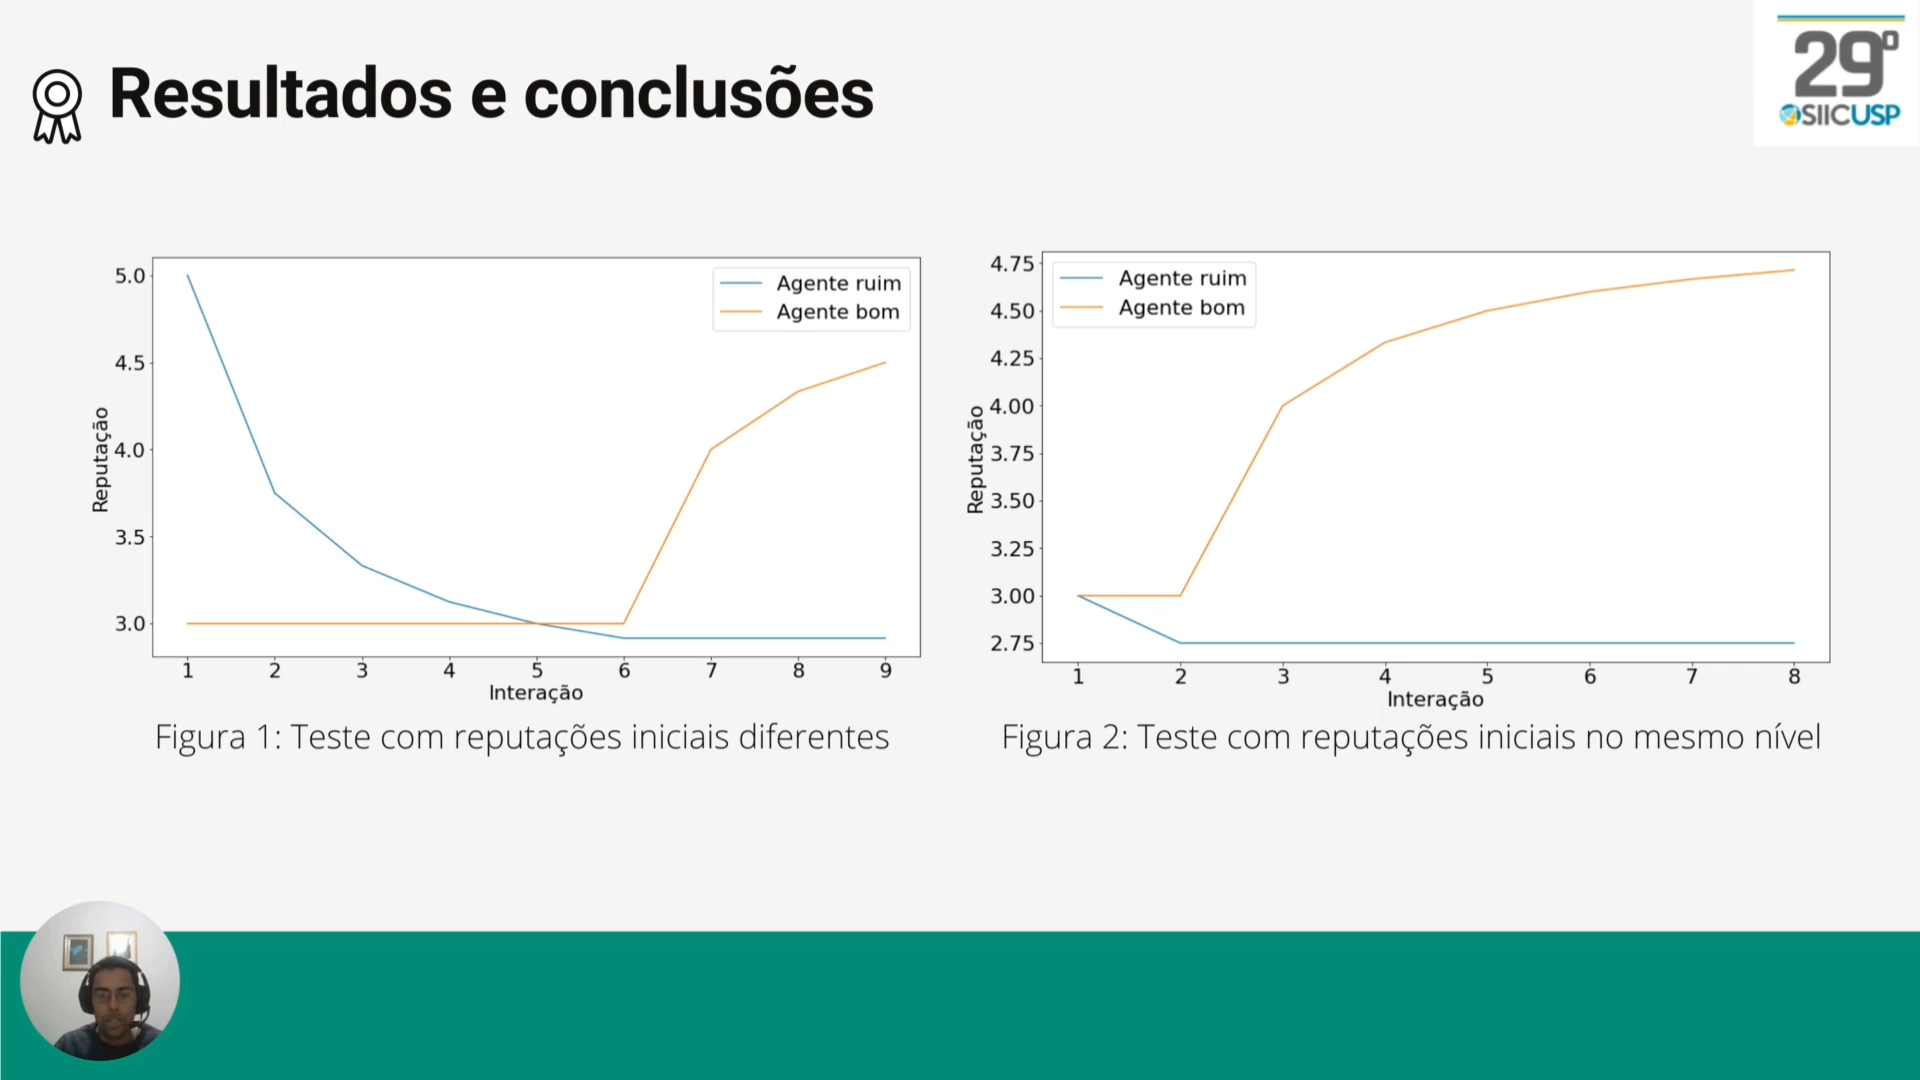 Resultados e conclusões
29º
SIICUSP
5.0
4.5
4.0
3.5
3.0
Reputação
Agente ruim
Agente bom
1 2 3 4 5 6 7 8 9
Interação
Figura 1: Teste com reputações iniciais diferentes
4.75
4.50
4.25
4.00
3.75
3.50
3.25
3.00
2.75
Reputação
Agente ruim
Agente bom
1 2 3 4 5 6 7 8
Interação
Figura 2: Teste com reputações iniciais no mesmo nível